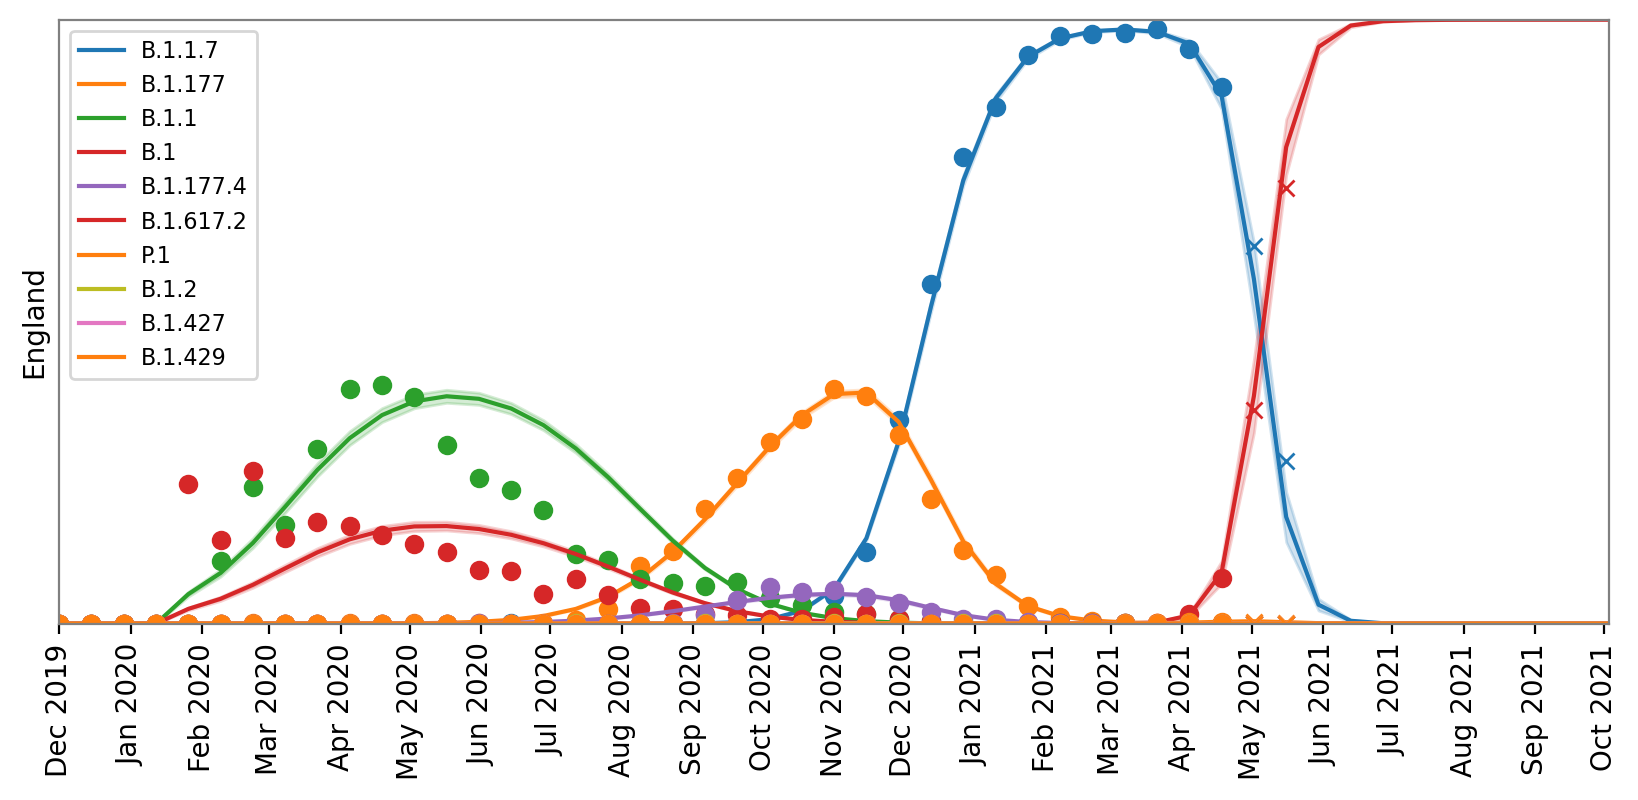 B.1.1.7
B.1.177
B.1.1
B.1
B.1.177.4
B.1.617.2
P.1
B.1.2
B.1.427
B.1.429
England
Dec 2019
Jan 2020
Feb 2020
Mar 2020
Apr 2020
May 2020
Jun 2020
Jul 2020
Aug 2020
Sep 2020
Oct 2020
Nov 2020
Dec 2020
Jan 2021
Feb 2021
Mar 2021
Apr 2021
May 2021
Jun 2021
Jul 2021
Aug 2021
Sep 2021
Oct 2021